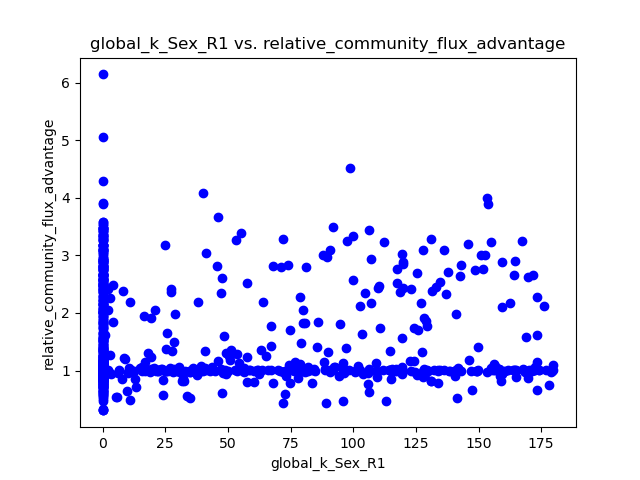 global_k_Sex_R1 vs. relative_community_flux_advantage
relative_community_flux_advantage
6
5
4
3
2
1
0 25 50 75 100 125 150 175
global_k_Sex_R1